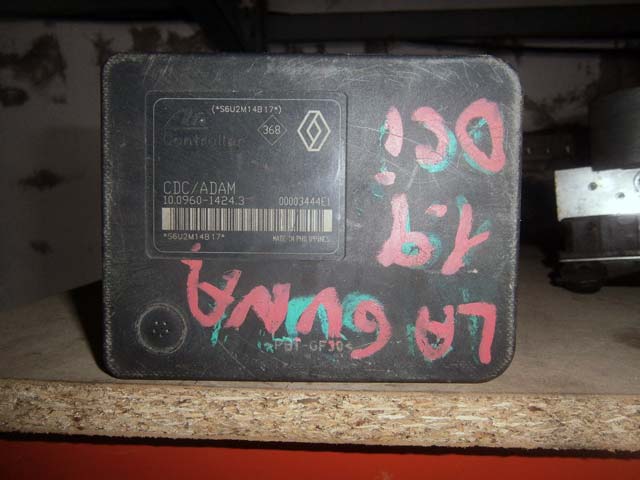 (*S6U2M14B17*)
368
Controller
CDC/ADAM
10.0960-1424.3 00003444E1
*S6U2M14B17* MADE IN PHILIPPINES
>PBT-GF30<
LAGUNA
1.9
DCi